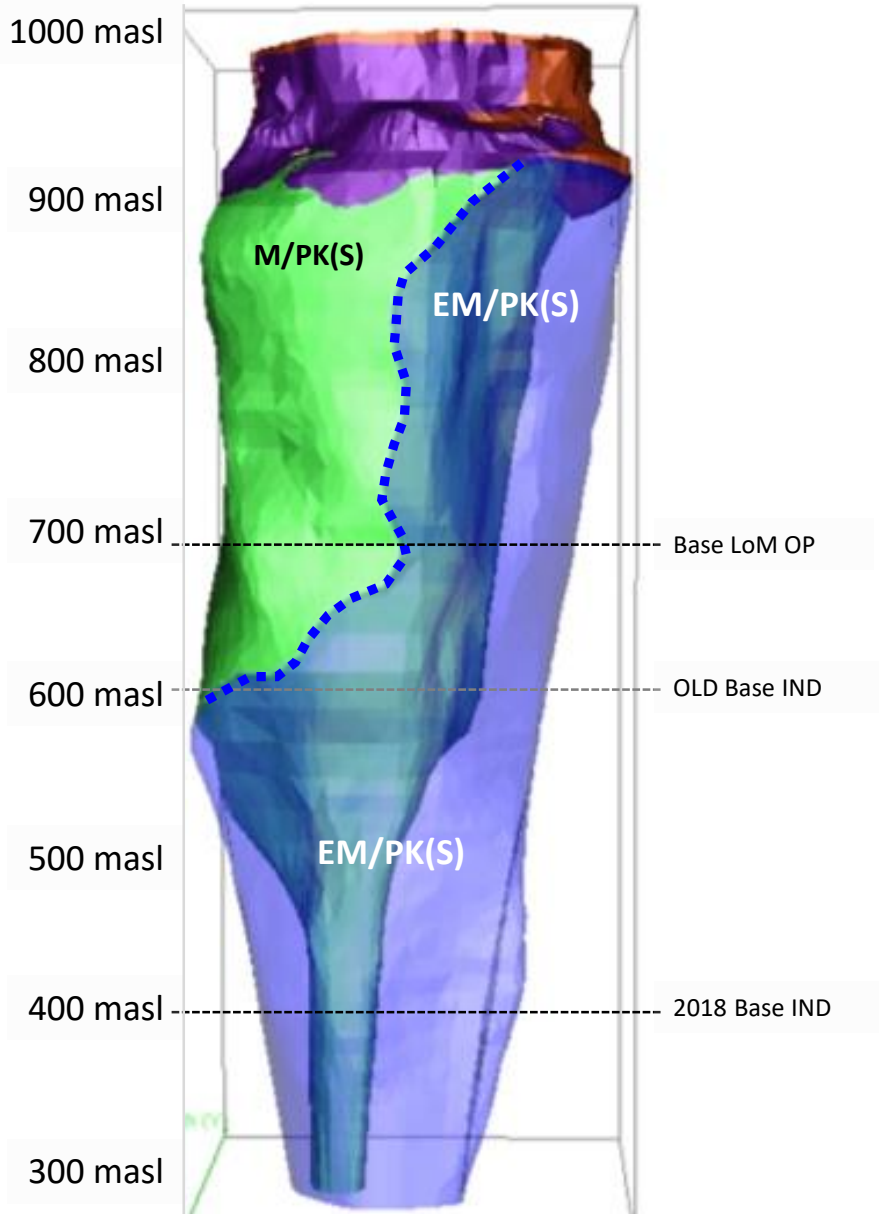 1000 masl
900 masl
M/PK(S)
EM/PK(S)
800 masl
700 masl
Base LoM OP
600 masl
OLD Base IND
500 masl
EM/PK(S)
400 masl
2018 Base IND
300 masl